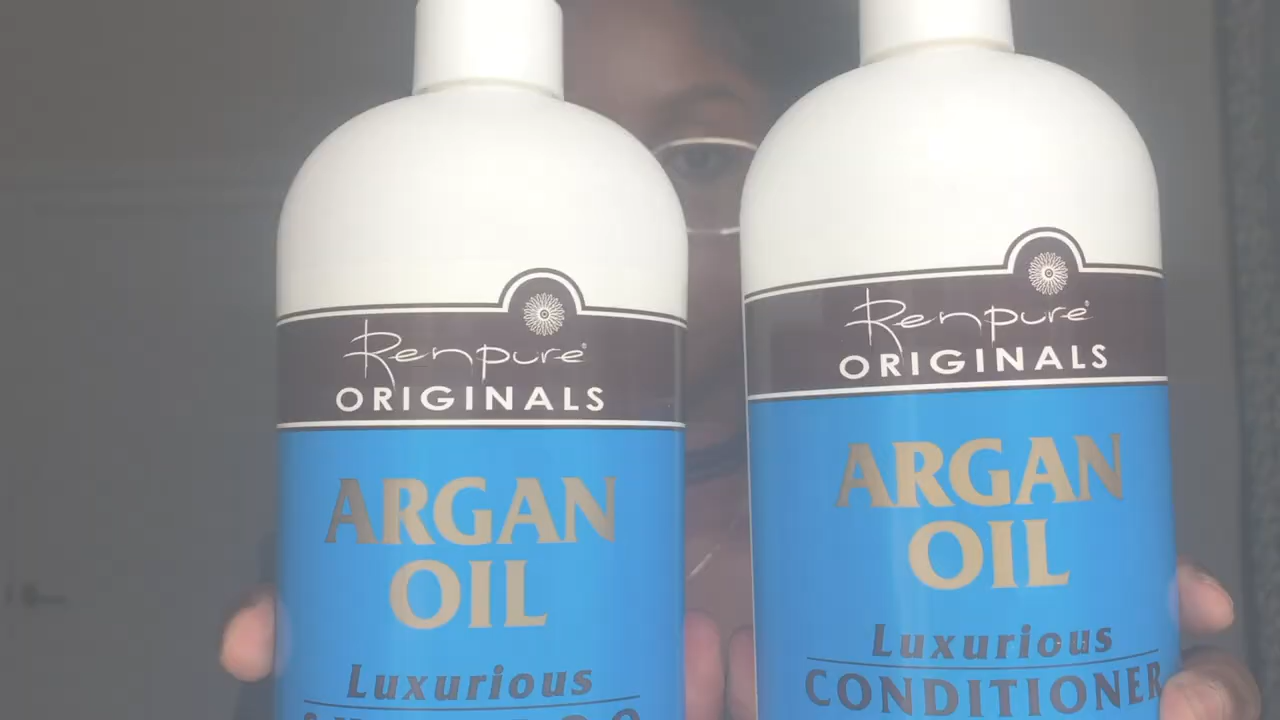 Renpure®
ORIGINALS
ARGAN
OIL
Luxurious
Renpure®
ORIGINALS
ARGAN
OIL
Luxurious
CONDITIONER